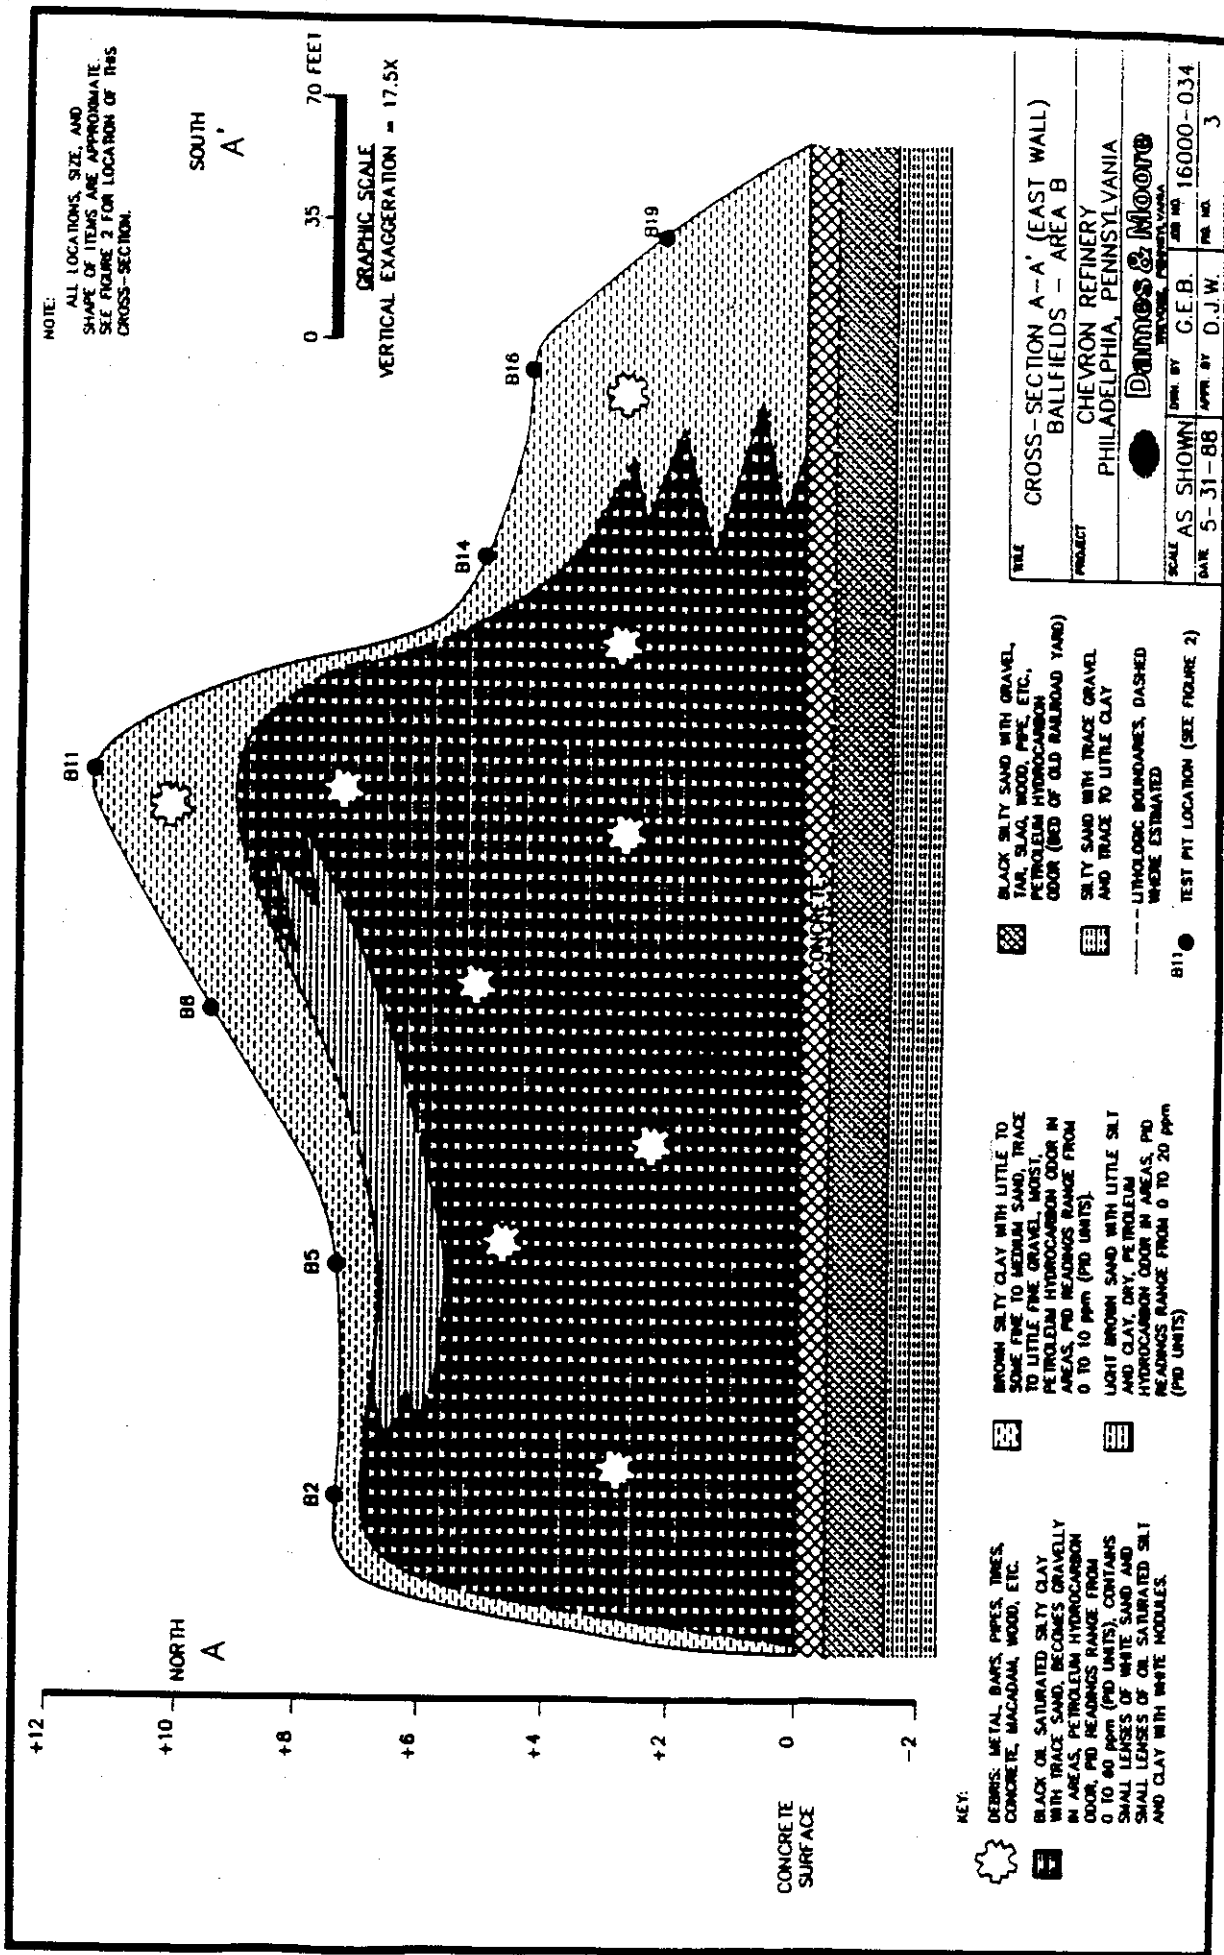 NOTE:
ALL LOCATIONS, SIZE, AND
SHAPE OF ITEMS ARE APPROXIMATE.
SEE FIGURE 2 FOR LOCATION OF THIS
CROSS-SECTION.
NORTH
A
SOUTH
A'
0 35 70 FEET
GRAPHIC SCALE
VERTICAL EXAGGERATION = 17.5X
+12
+10
+8
+6
+4
+2
0
-2
CONCRETE
SURFACE
B2
B5
B8
B11
B14
B16
B19
CONCRETE
KEY:
DEBRIS: METAL, BARS, PIPES, TIRES,
CONCRETE, MACADAM, WOOD, ETC.
BLACK OIL SATURATED SILTY CLAY
WITH TRACE SAND, BECOMES GRAVELLY
IN AREAS, PETROLEUM HYDROCARBON
ODOR, PID READINGS RANGE FROM
0 TO 80 ppm (PID UNITS), CONTAINS
SMALL LENSES OF WHITE SAND AND
SMALL LENSES OF OIL SATURATED SILT
AND CLAY WITH WHITE NODULES.
BROWN SILTY CLAY WITH LITTLE TO
SOME FINE TO MEDIUM SAND, TRACE
TO LITTLE FINE GRAVEL, MOIST,
PETROLEUM HYDROCARBON ODOR IN
AREAS, PID READINGS RANGE FROM
0 TO 10 ppm (PID UNITS).
LIGHT BROWN SAND WITH LITTLE SILT
AND CLAY, DRY, PETROLEUM
HYDROCARBON ODOR IN AREAS, PID
READINGS RANGE FROM 0 TO 20 ppm
(PID UNITS)
BLACK SILTY SAND WITH GRAVEL,
TAR, SLAG, WOOD, PIPE, ETC.,
PETROLEUM HYDROCARBON
ODOR (BED OF OLD RAILROAD YARD)
SILTY SAND WITH TRACE GRAVEL
AND TRACE TO LITTLE CLAY
LITHOLOGIC BOUNDARIES, DASHED
WHERE ESTIMATED
B11 TEST PIT LOCATION (SEE FIGURE 2)
TITLE CROSS-SECTION A-A' (EAST WALL)
BALLFIELDS - AREA B
PROJECT CHEVRON REFINERY
PHILADELPHIA, PENNSYLVANIA
Dames & Moore
TREVOSE, PENNSYLVANIA
SCALE AS SHOWN DRN. BY G.E.B. JOB NO. 16000-034
DATE 5-31-88 APPR. BY D.J.W. FIG. NO. 3